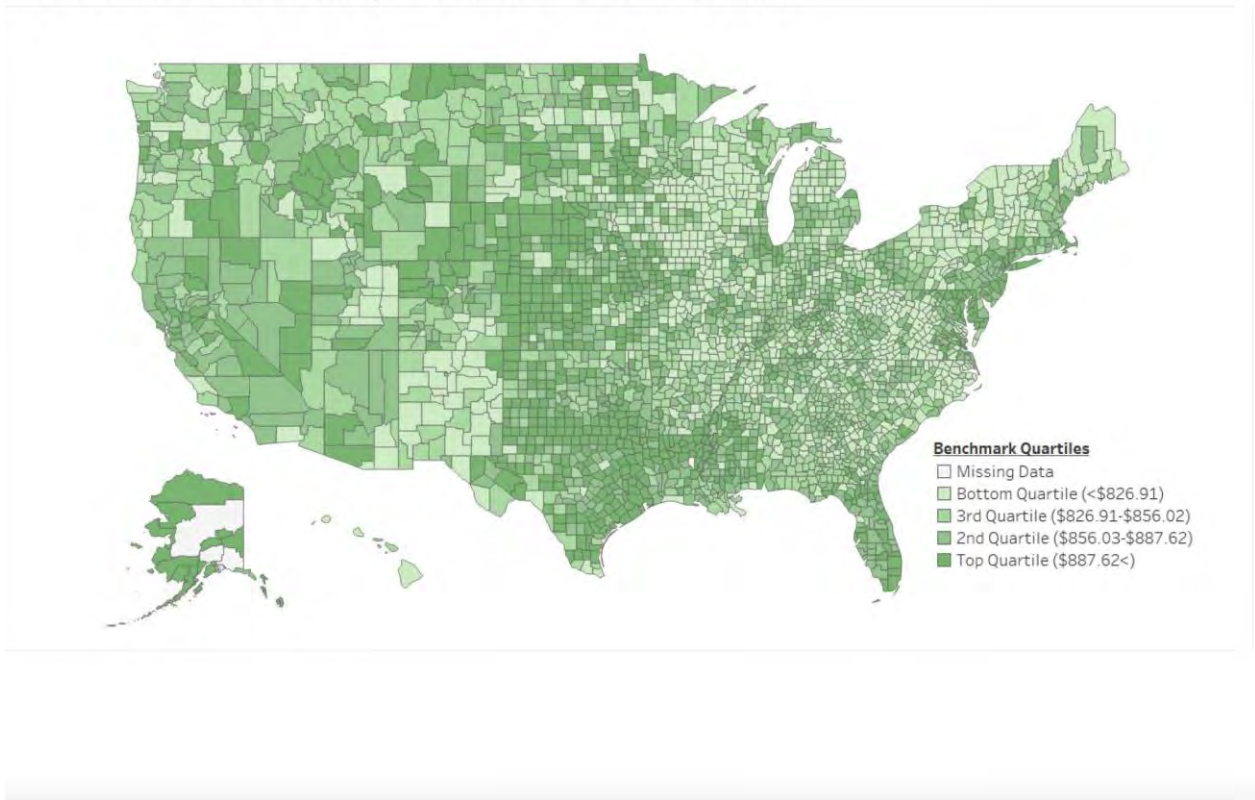 Benchmark Quartiles
Missing Data
Bottom Quartile (<$826.91)
3rd Quartile ($826.91-$856.02)
2nd Quartile ($856.03-$887.62)
Top Quartile ($887.62<)